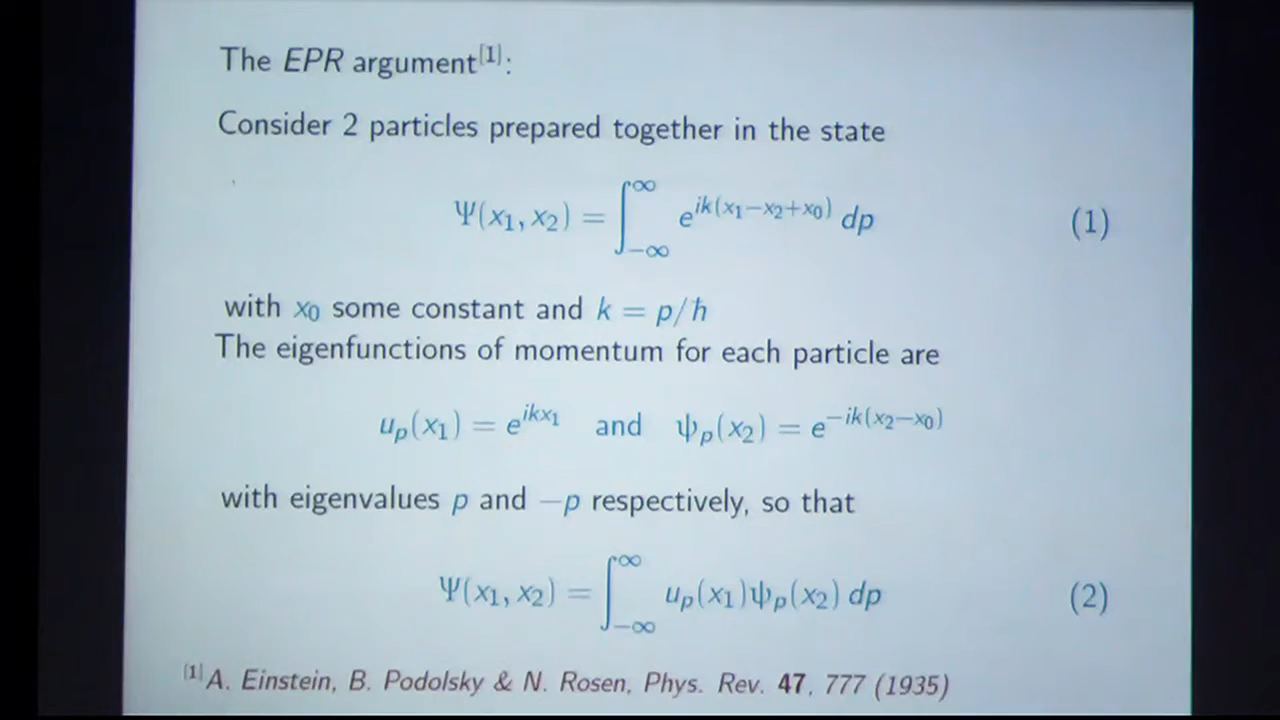 The EPR argument[1]:
Consider 2 particles prepared together in the state
Ψ(x₁, x₂) = ∫_{−∞}^{∞} e^{ik(x₁−x₂+x₀)} dp (1)
with x₀ some constant and k = p/ħ
The eigenfunctions of momentum for each particle are
u_p(x₁) = e^{ikx₁} and ψ_p(x₂) = e^{−ik(x₂−x₀)}
with eigenvalues p and −p respectively, so that
Ψ(x₁, x₂) = ∫_{−∞}^{∞} u_p(x₁)ψ_p(x₂) dp (2)
[1] A. Einstein, B. Podolsky & N. Rosen, Phys. Rev. 47, 777 (1935)